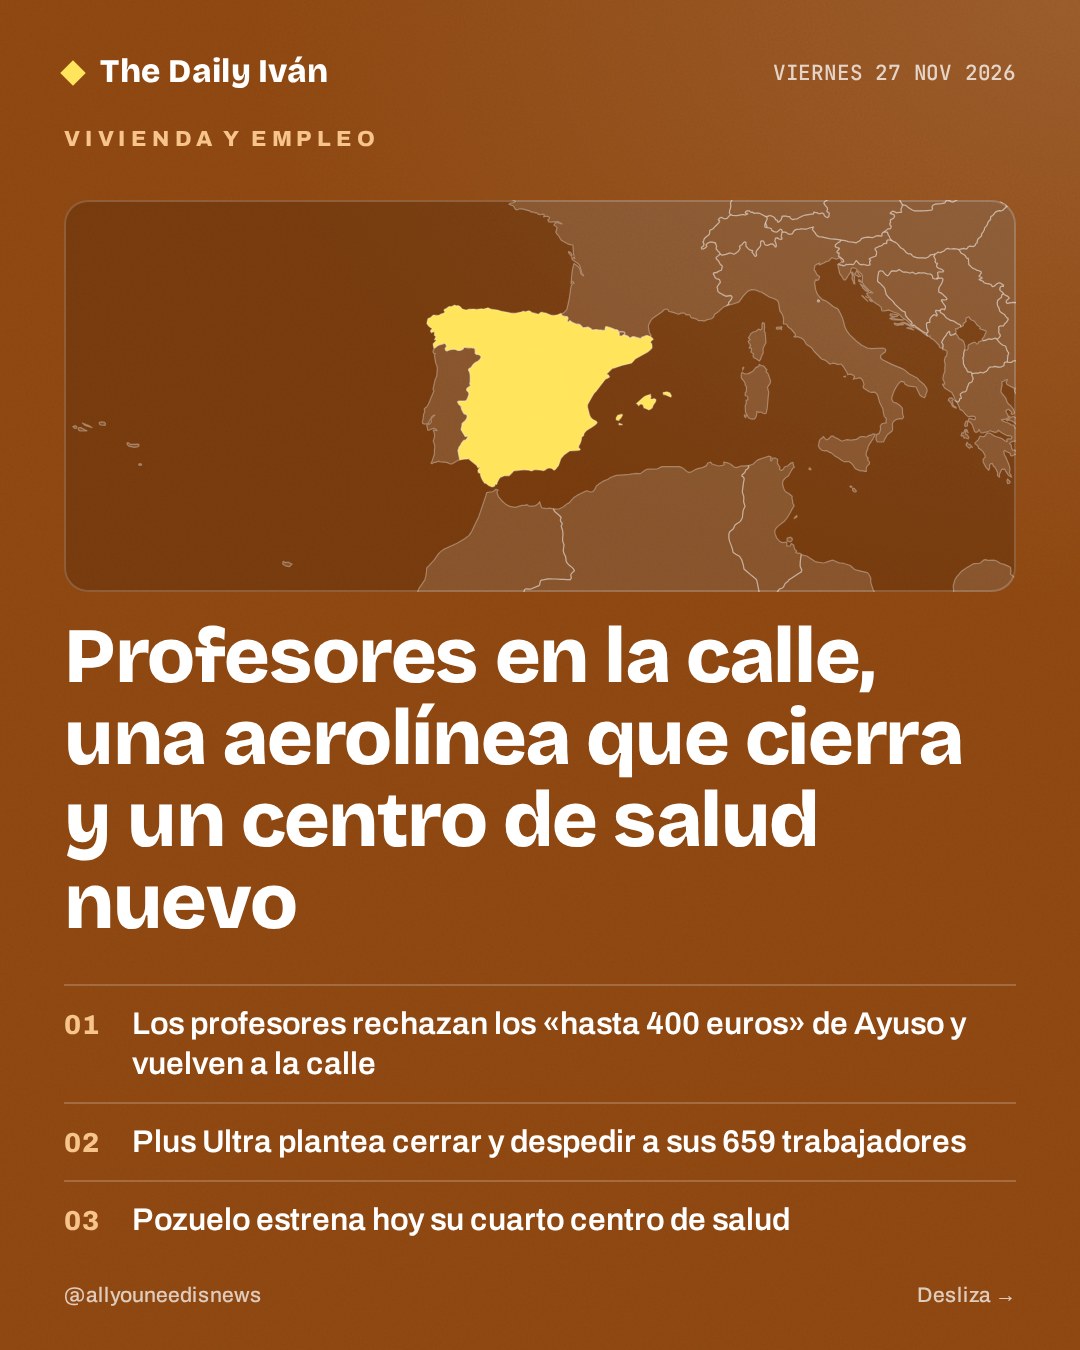 The Daily Iván
VIERNES 27 NOV 2026
VIVIENDA Y EMPLEO
Profesores en la calle,
una aerolínea que cierra
y un centro de salud
nuevo
01 Los profesores rechazan los «hasta 400 euros» de Ayuso y
vuelven a la calle
02 Plus Ultra plantea cerrar y despedir a sus 659 trabajadores
03 Pozuelo estrena hoy su cuarto centro de salud
@allyouneedisnews
Desliza →